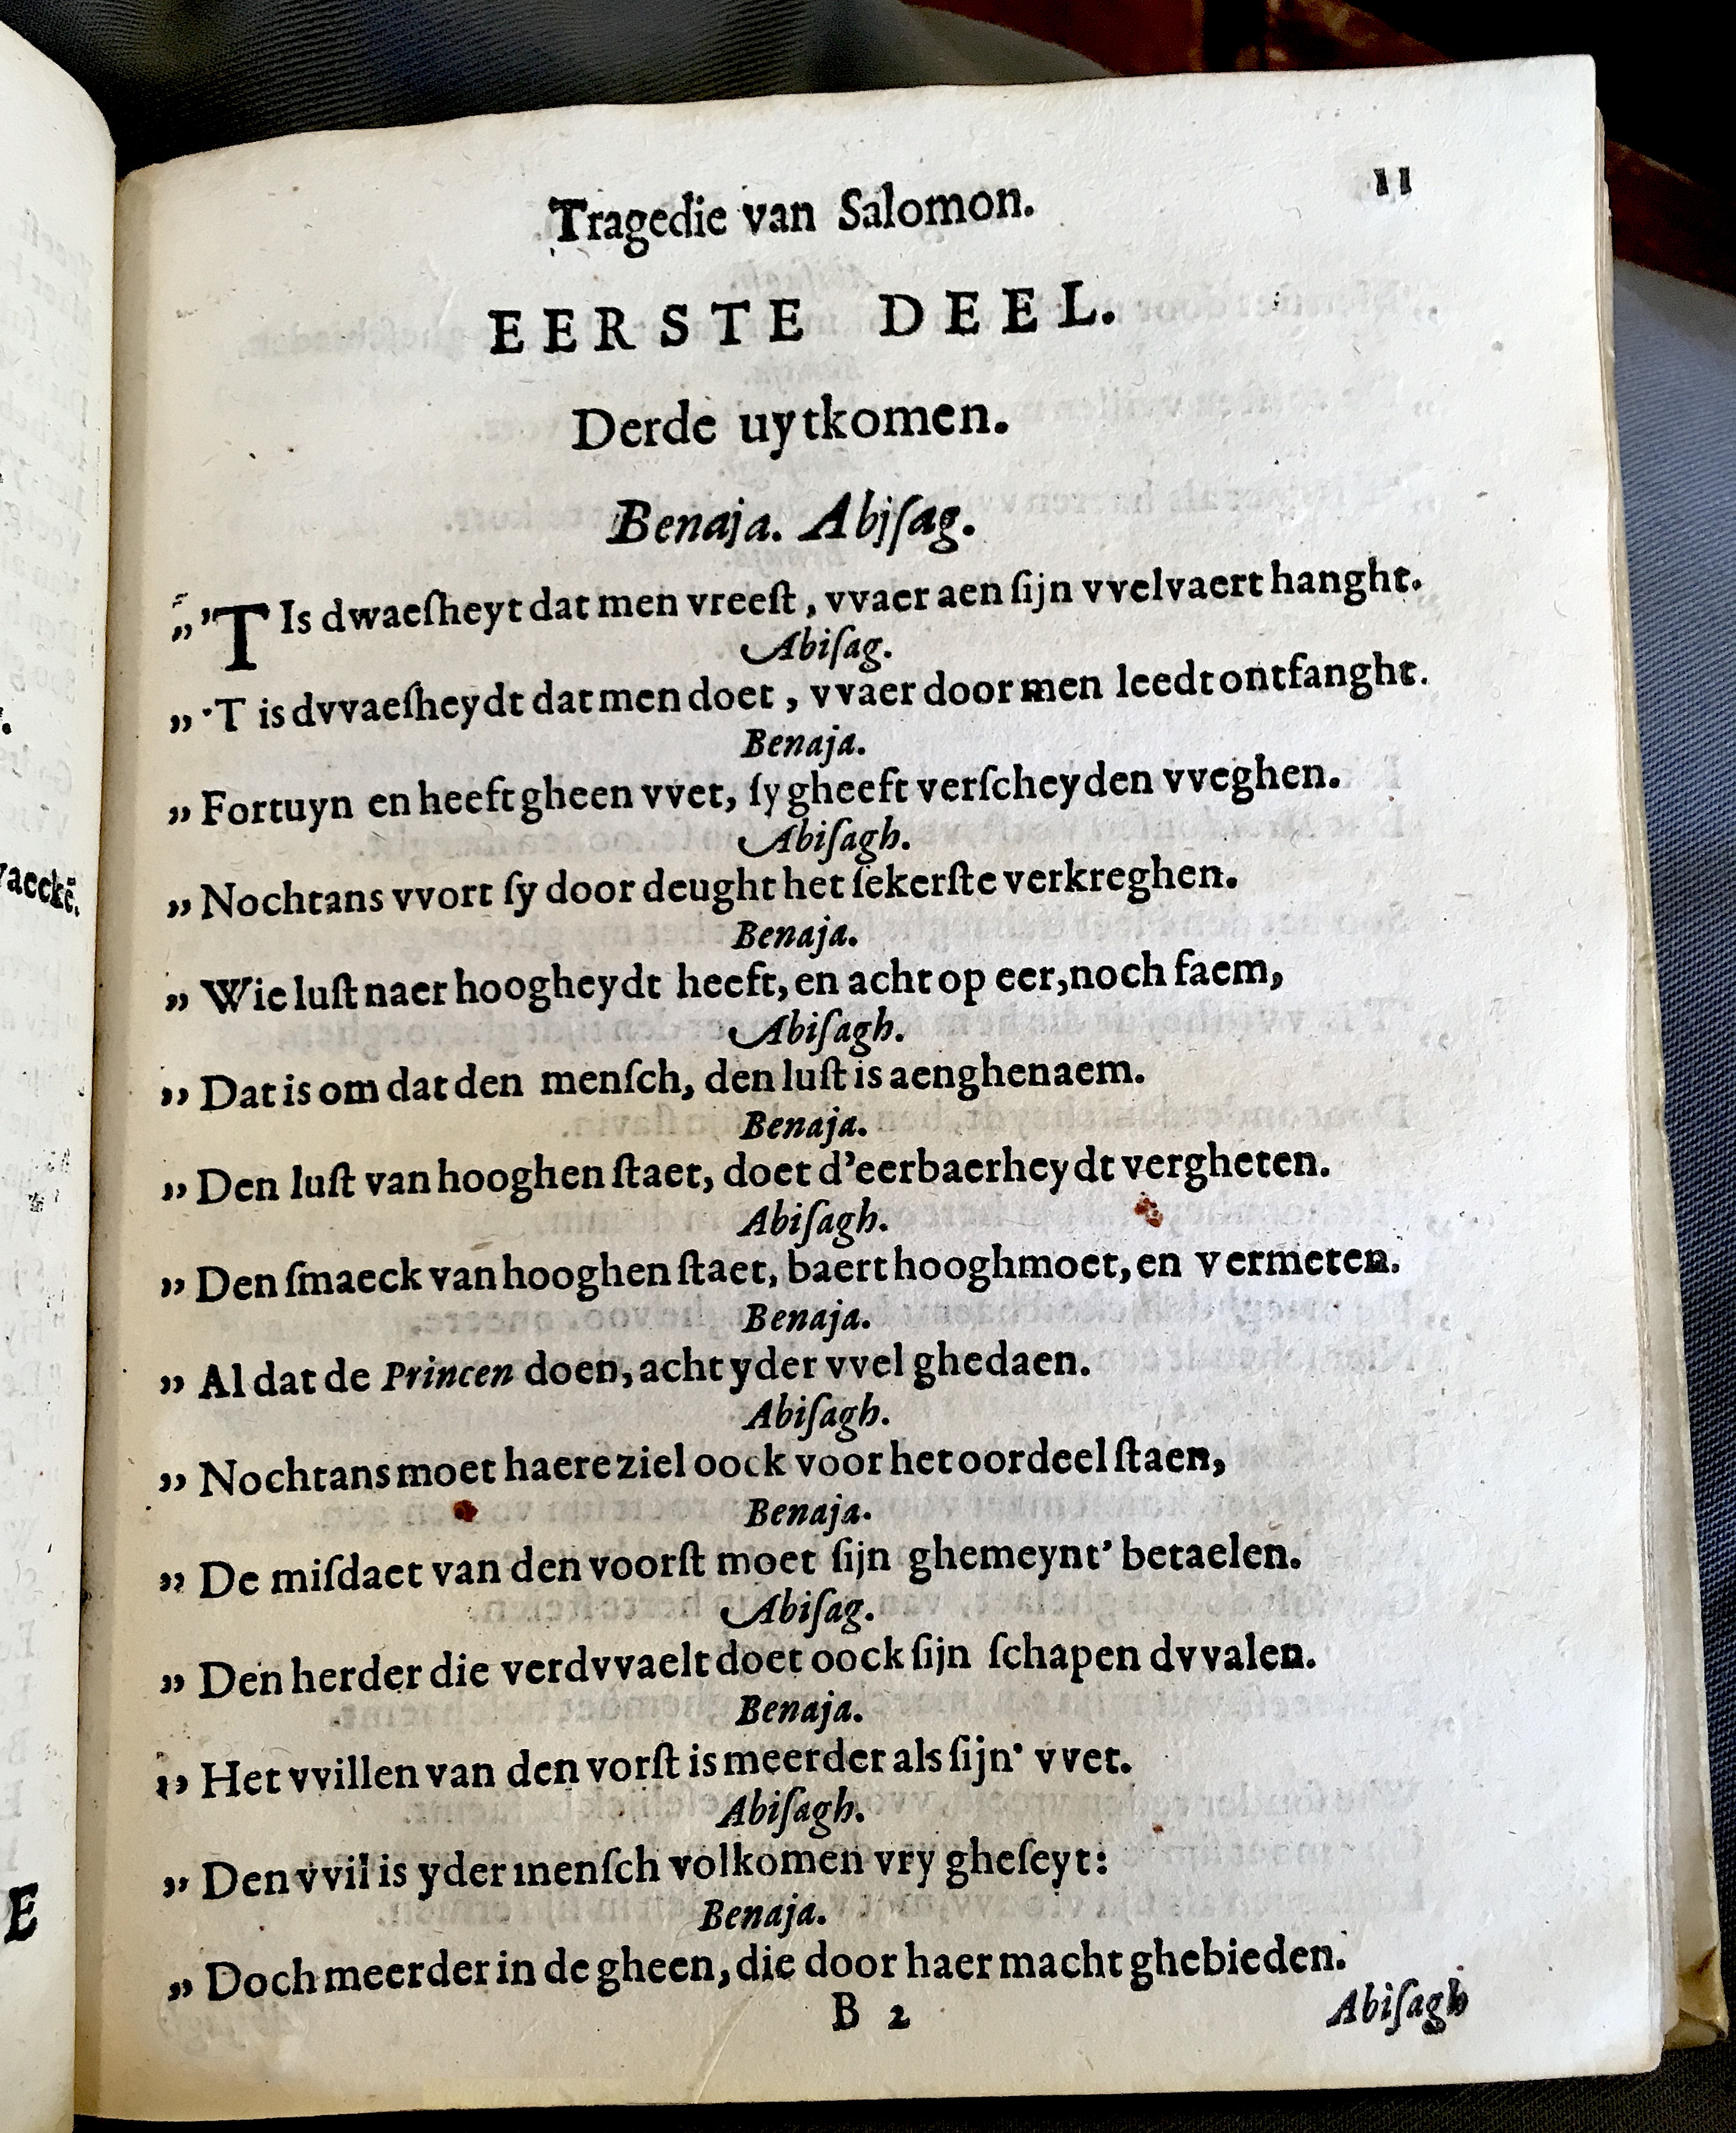 Tragedie van Salomon. 11
EERSTE DEEL.
Derde uytkomen.
Benaja. Abiſag.
„ 'T Is dwaeſheyt dat men vreeſt, vvaer aen ſijn vvelvaert hanght.
Abiſag.
„ 'T is dvvaeſheydt dat men doet, vvaer door men leedt ontfanght.
Benaja.
„ Fortuyn en heeft gheen vvet, ſy gheeft verſcheyden vveghen.
Abiſagh.
„ Nochtans vvort ſy door deught het ſekerſte verkreghen.
Benaja.
„ Wie luſt naer hoogheydt heeft, en acht op eer, noch faem,
Abiſagh.
„ Dat is om dat den menſch, den luſt is aenghenaem.
Benaja.
„ Den luſt van hooghen ſtaet, doet d'eerbaerheydt vergheten.
Abiſagh.
„ Den ſmaeck van hooghen ſtaet, baert hooghmoet, en vermeten.
Benaja.
„ Al dat de Princen doen, acht yder vvel ghedaen.
Abiſagh.
„ Nochtans moet haere ziel oock voor het oordeel ſtaen,
Benaja.
„ De miſdaet van den voorſt moet ſijn ghemeynt' betaelen.
Abiſag.
„ Den herder die verdvvaelt doet oock ſijn ſchapen dvvalen.
Benaja.
„ Het vvillen van den vorſt is meerder als ſijn' vvet.
Abiſagh.
„ Den vvil is yder menſch volkomen vry gheſeyt:
Benaja.
„ Doch meerder in de gheen, die door haer macht ghebieden.
B 2 Abiſagh
vaeckẽ.
E